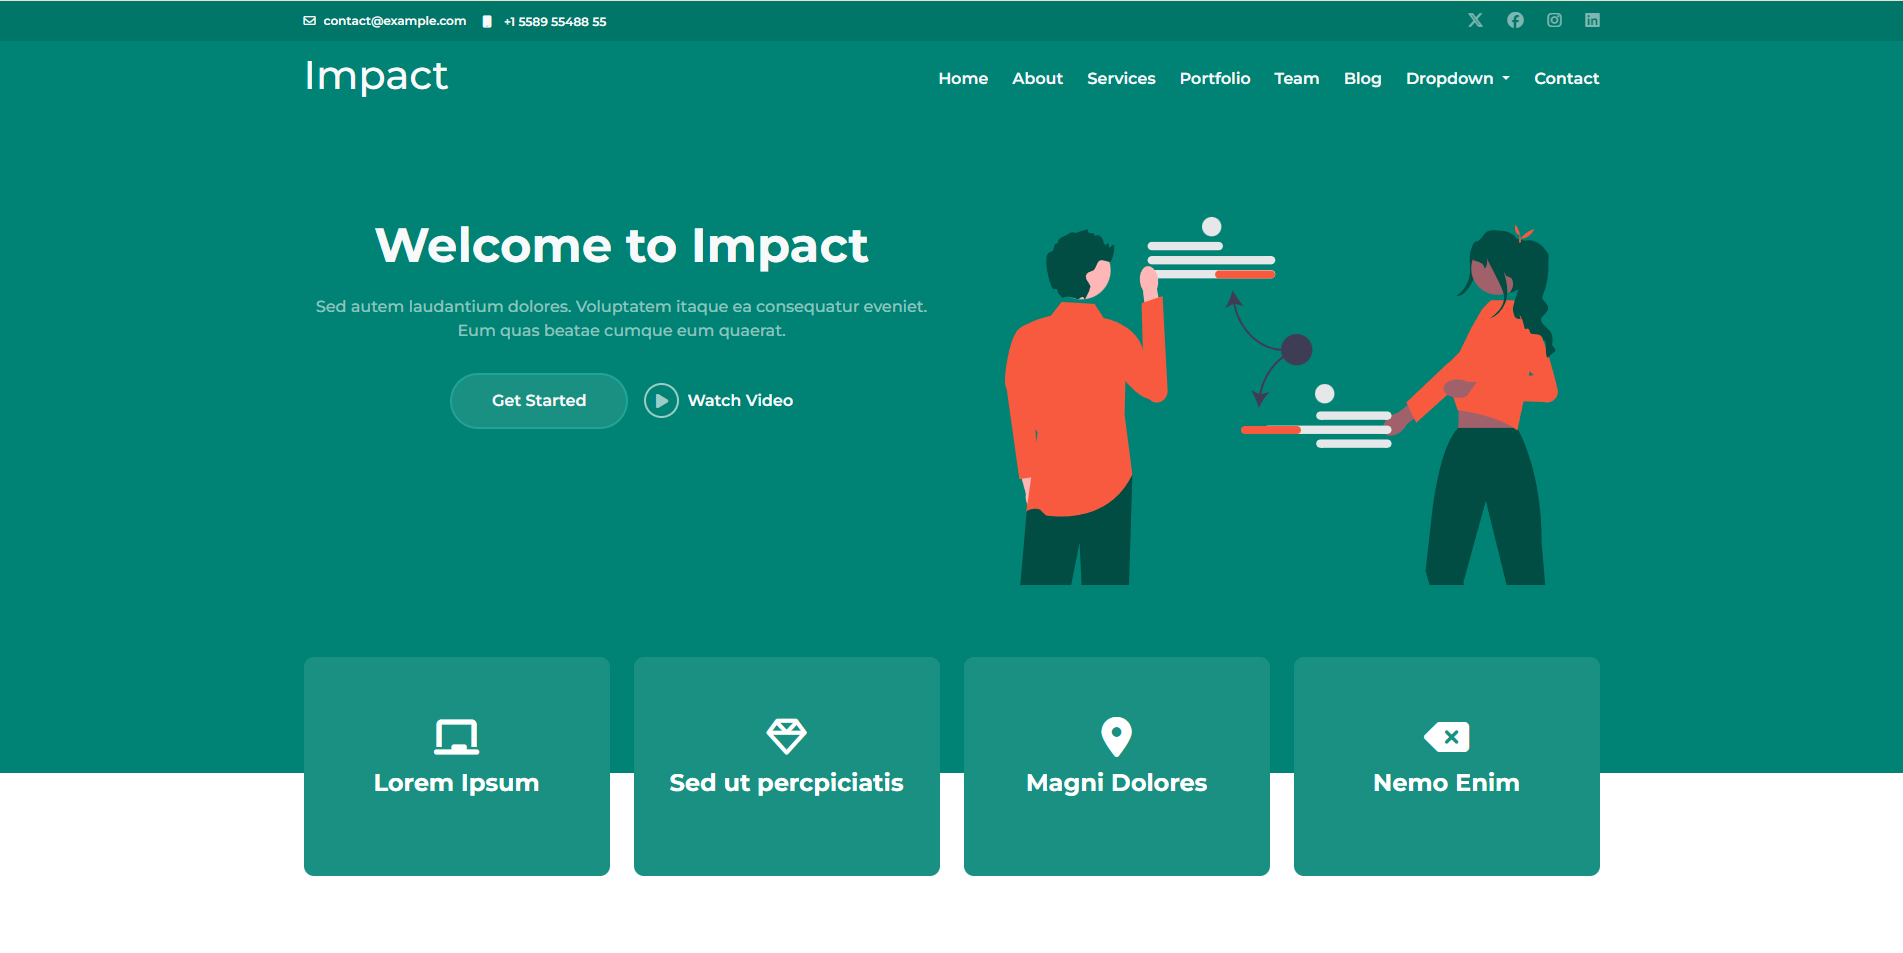 contact@example.com +1 5589 55488 55
Impact
Home About Services Portfolio Team Blog Dropdown Contact
Welcome to Impact
Sed autem laudantium dolores. Voluptatem itaque ea consequatur eveniet.
Eum quas beatae cumque eum quaerat.
Get Started Watch Video
Lorem Ipsum Sed ut percpiciatis Magni Dolores Nemo Enim